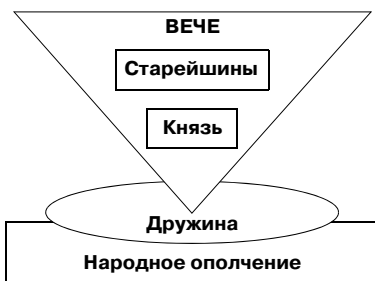 ВЕЧЕ
Старейшины
Князь
Дружина
Народное ополчение